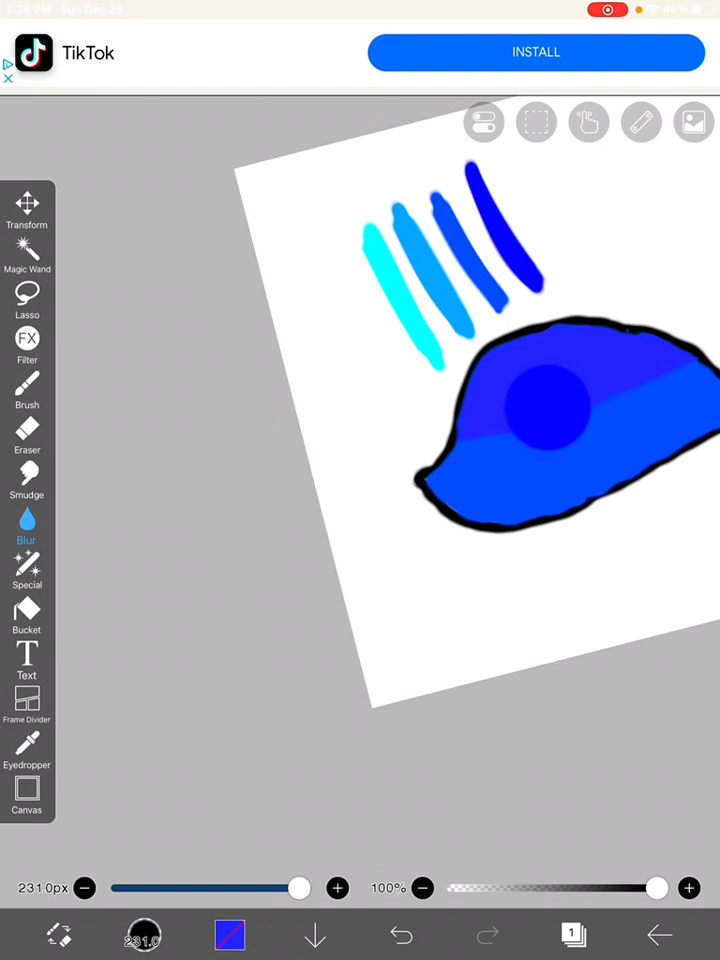 3:28 PM Sun Dec 25
46%
TikTok
INSTALL
Transform
Magic Wand
Lasso
FX
Filter
Brush
Eraser
Smudge
Blur
Special
Bucket
T
Text
Frame Divider
Eyedropper
Canvas
231.0px
100%
231.0
1